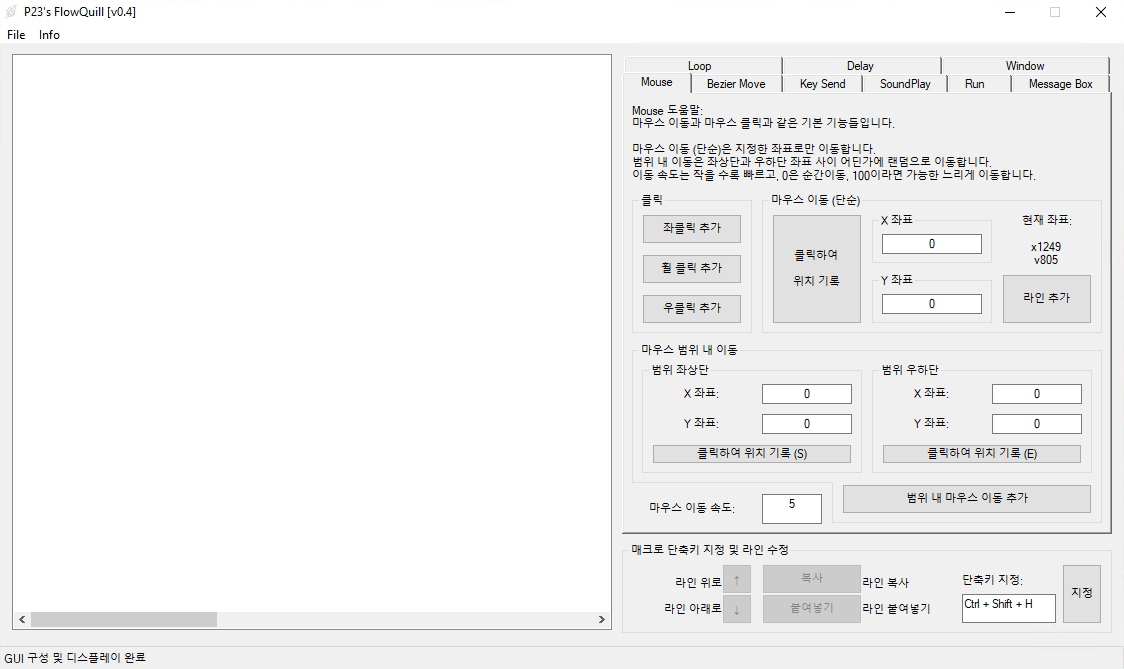 P23's FlowQuill [v0.4]
File Info
Loop Delay Window
Mouse Bezier Move Key Send SoundPlay Run Message Box
Mouse 도움말:
마우스 이동과 마우스 클릭과 같은 기본 기능들입니다.
마우스 이동 (단순)은 지정한 좌표로만 이동합니다.
범위 내 이동은 좌상단과 우하단 좌표 사이 어딘가에 랜덤으로 이동합니다.
이동 속도는 작을 수록 빠르고, 0은 순간이동, 100이라면 가능한 느리게 이동합니다.
클릭
좌클릭 추가
휠 클릭 추가
우클릭 추가
마우스 이동 (단순)
클릭하여
위치 기록
X 좌표
0
Y 좌표
0
현재 좌표:
x1249
y805
라인 추가
마우스 범위 내 이동
범위 좌상단
X 좌표: 0
Y 좌표: 0
클릭하여 위치 기록 (S)
범위 우하단
X 좌표: 0
Y 좌표: 0
클릭하여 위치 기록 (E)
마우스 이동 속도: 5
범위 내 마우스 이동 추가
매크로 단축키 지정 및 라인 수정
라인 위로 ↑ 복사 라인 복사
라인 아래로 ↓ 붙여넣기 라인 붙여넣기
단축키 지정:
Ctrl + Shift + H
지정
GUI 구성 및 디스플레이 완료